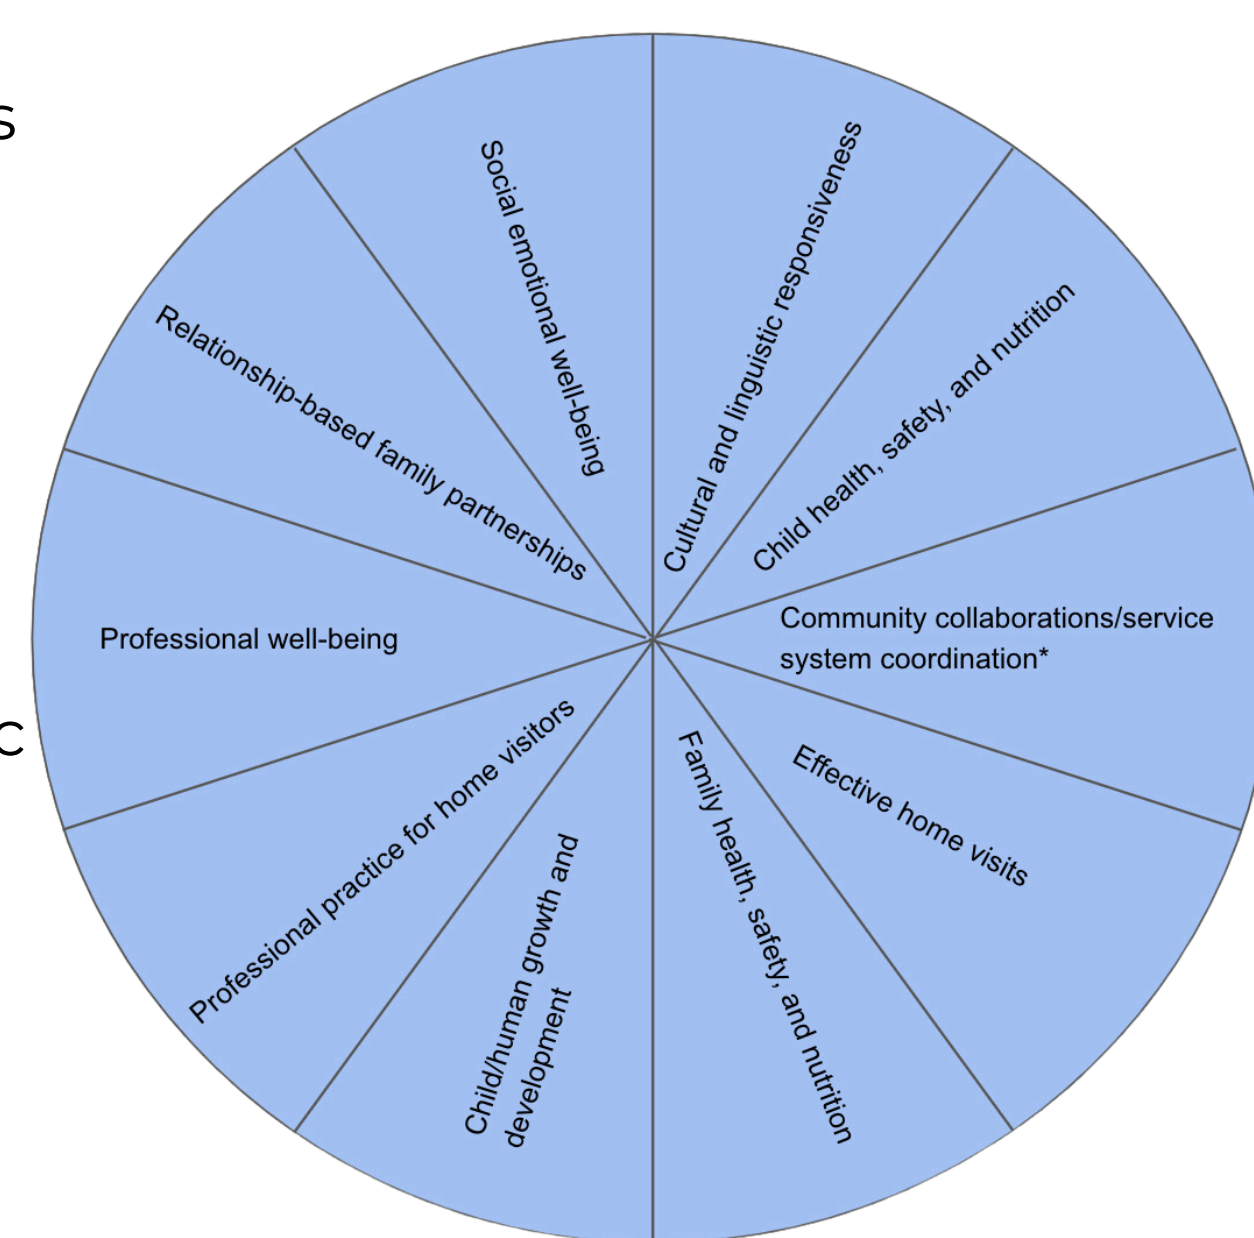 s
Social emotional well-being
Cultural and linguistic responsiveness
Child health, safety, and nutrition
Community collaborations/service
system coordination*
Effective home visits
Family health, safety, and nutrition
Child/human growth and
development
Professional practice for home visitors
Professional well-being
Relationship-based family partnerships
c